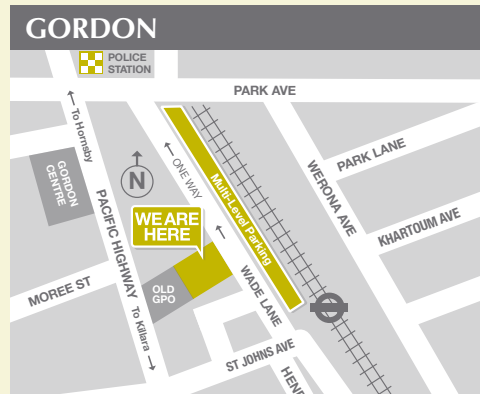 GORDON
POLICE
STATION
PARK AVE
To Hornsby
PARK LANE
GORDON
CENTRE
N
ONE WAY
Multi-Level Parking
WERONA AVE
PACIFIC HIGHWAY
WE ARE
HERE
KHARTOUM AVE
MOREE ST
OLD
GPO
WADE LANE
To Killara
ST JOHNS AVE